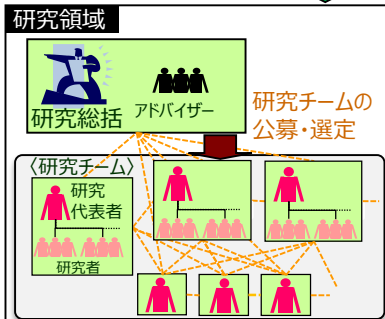 研究領域
研究総括
アドバイザー
研究チームの
公募・選定
〈研究チーム〉
研究
代表者
研究者